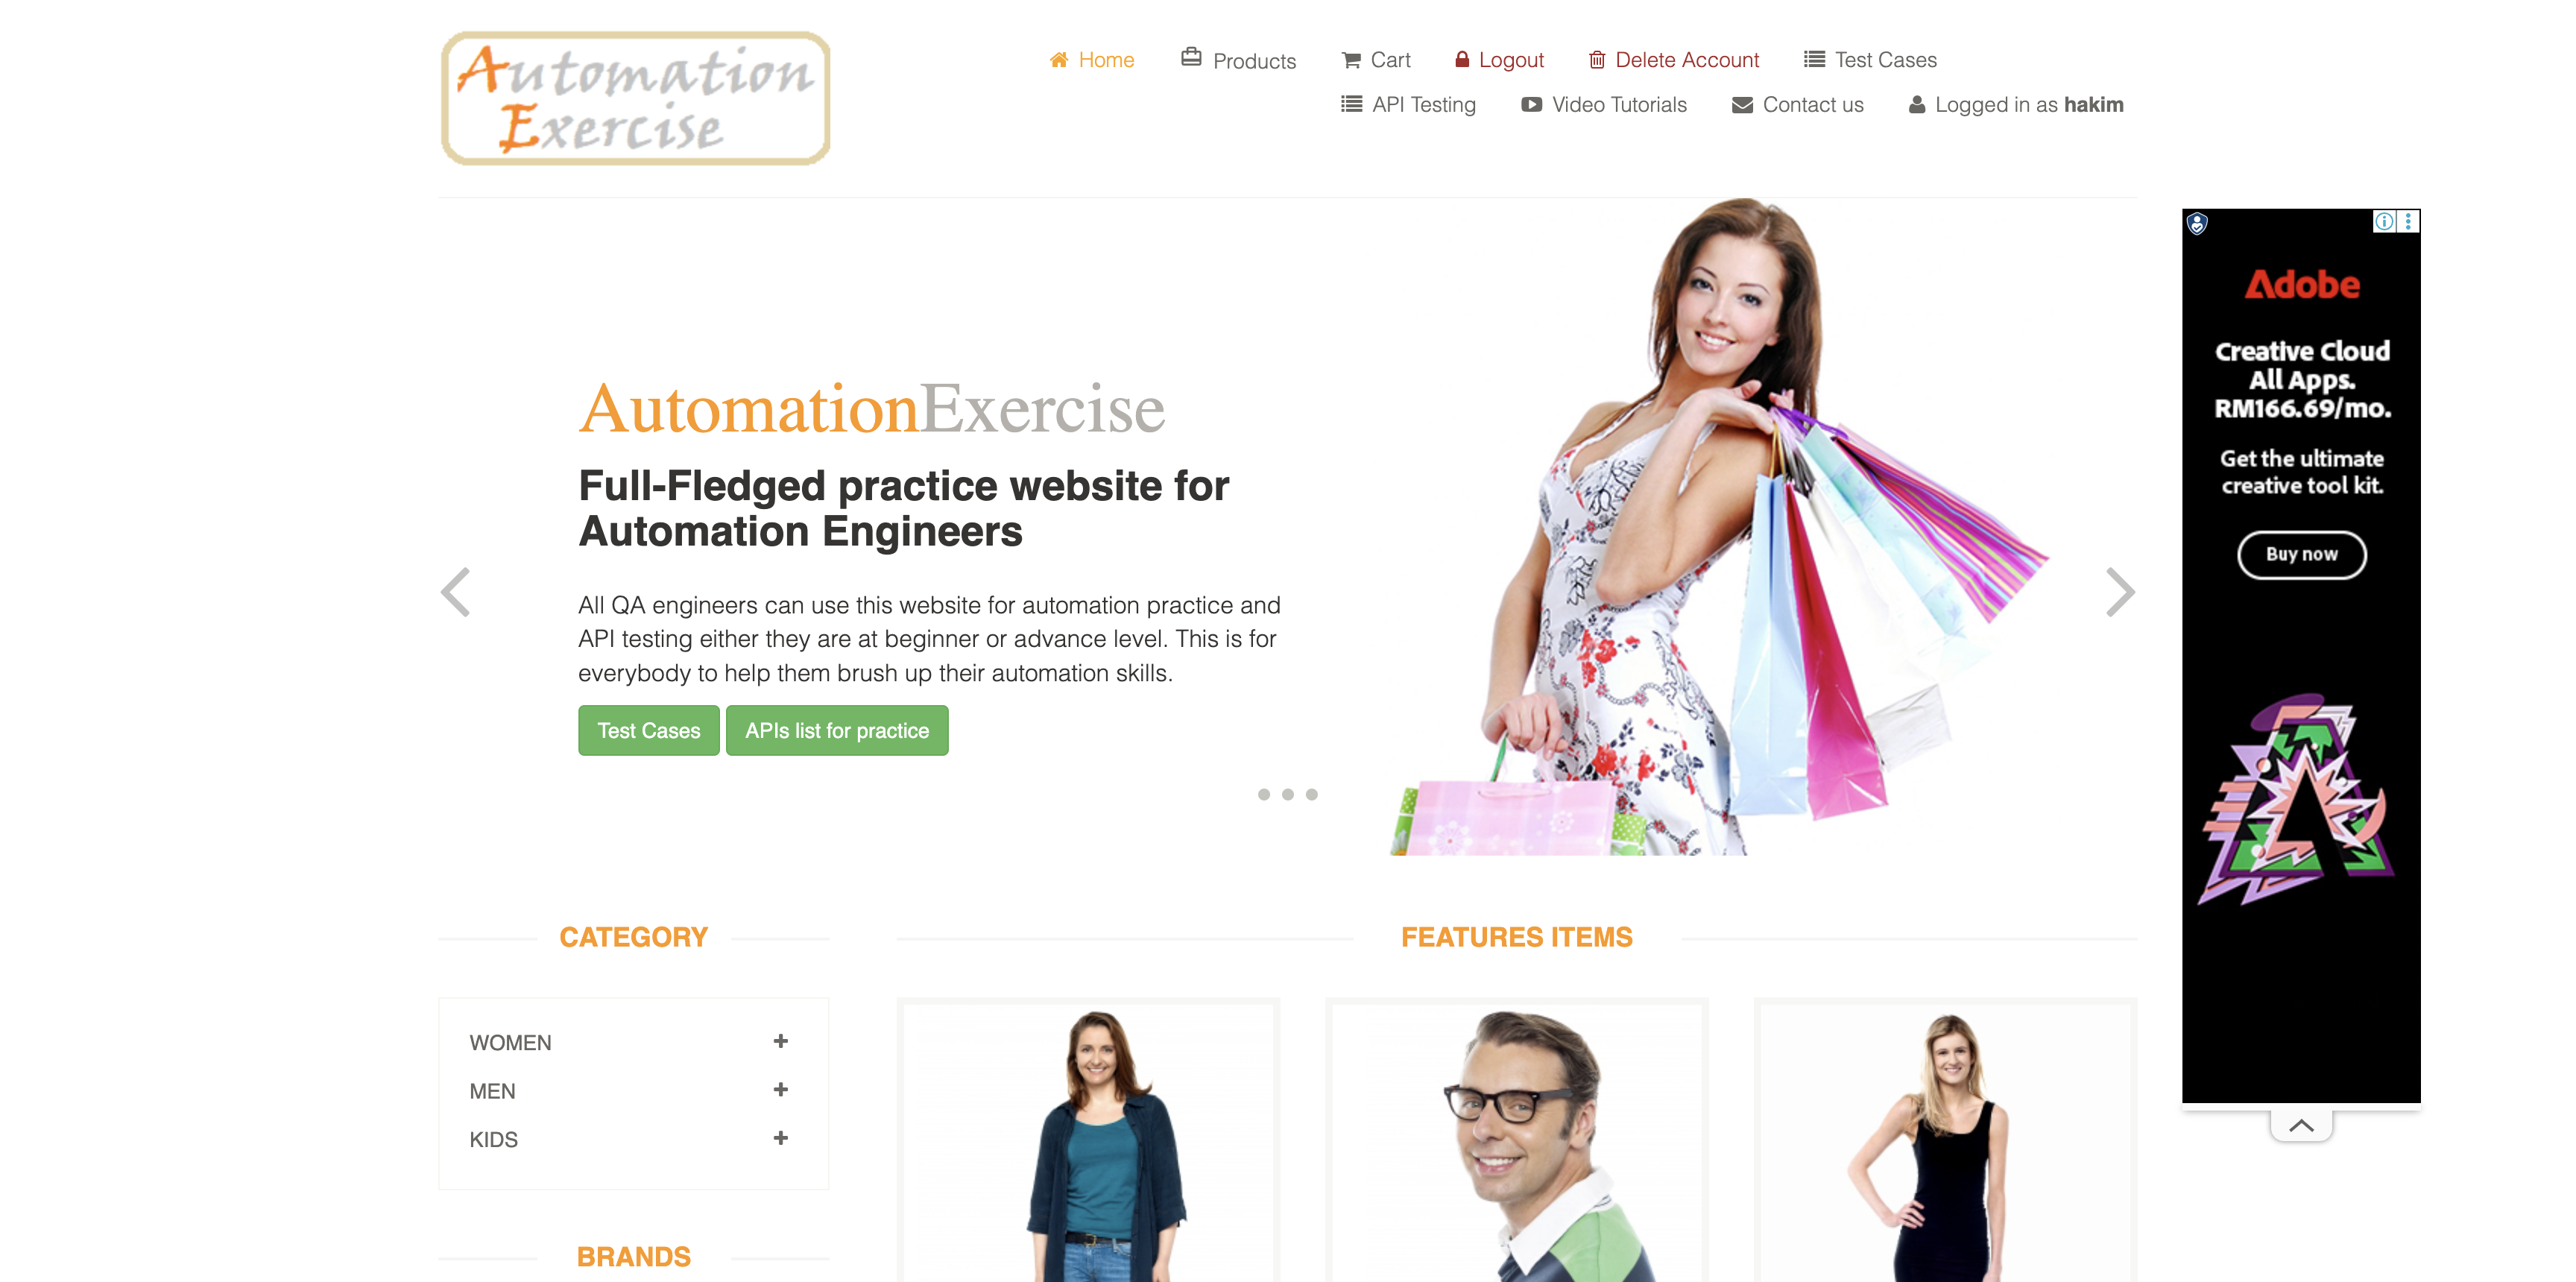 Automation
Exercise
Home Products Cart Logout Delete Account Test Cases
API Testing Video Tutorials Contact us Logged in as hakim
AutomationExercise
Full-Fledged practice website for
Automation Engineers
All QA engineers can use this website for automation practice and
API testing either they are at beginner or advance level. This is for
everybody to help them brush up their automation skills.
Test Cases APIs list for practice
Adobe
Creative Cloud
All Apps.
RM166.69/mo.
Get the ultimate
creative tool kit.
Buy now
CATEGORY
WOMEN
MEN
KIDS
BRANDS
FEATURES ITEMS